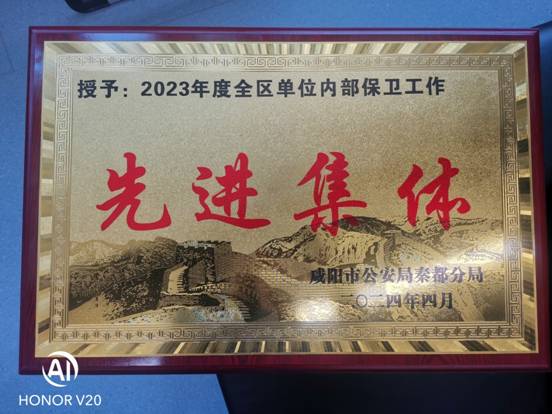 授予：2023年度全区单位内部保卫工作
先进集体
咸阳市公安局秦都分局
二〇二四年四月
AI
HONOR V20